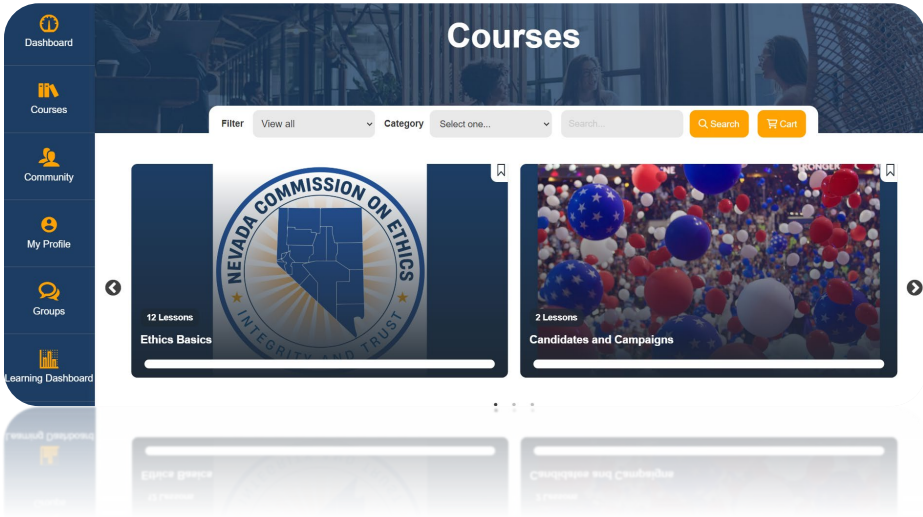 Dashboard
Courses
Community
My Profile
Groups
Learning Dashboard
Courses
Filter
View all
Category
Select one...
Search...
Search
Cart
NEVADA COMMISSION ON ETHICS
INTEGRITY AND TRUST
12 Lessons
Ethics Basics
STRONGER
2 Lessons
Candidates and Campaigns